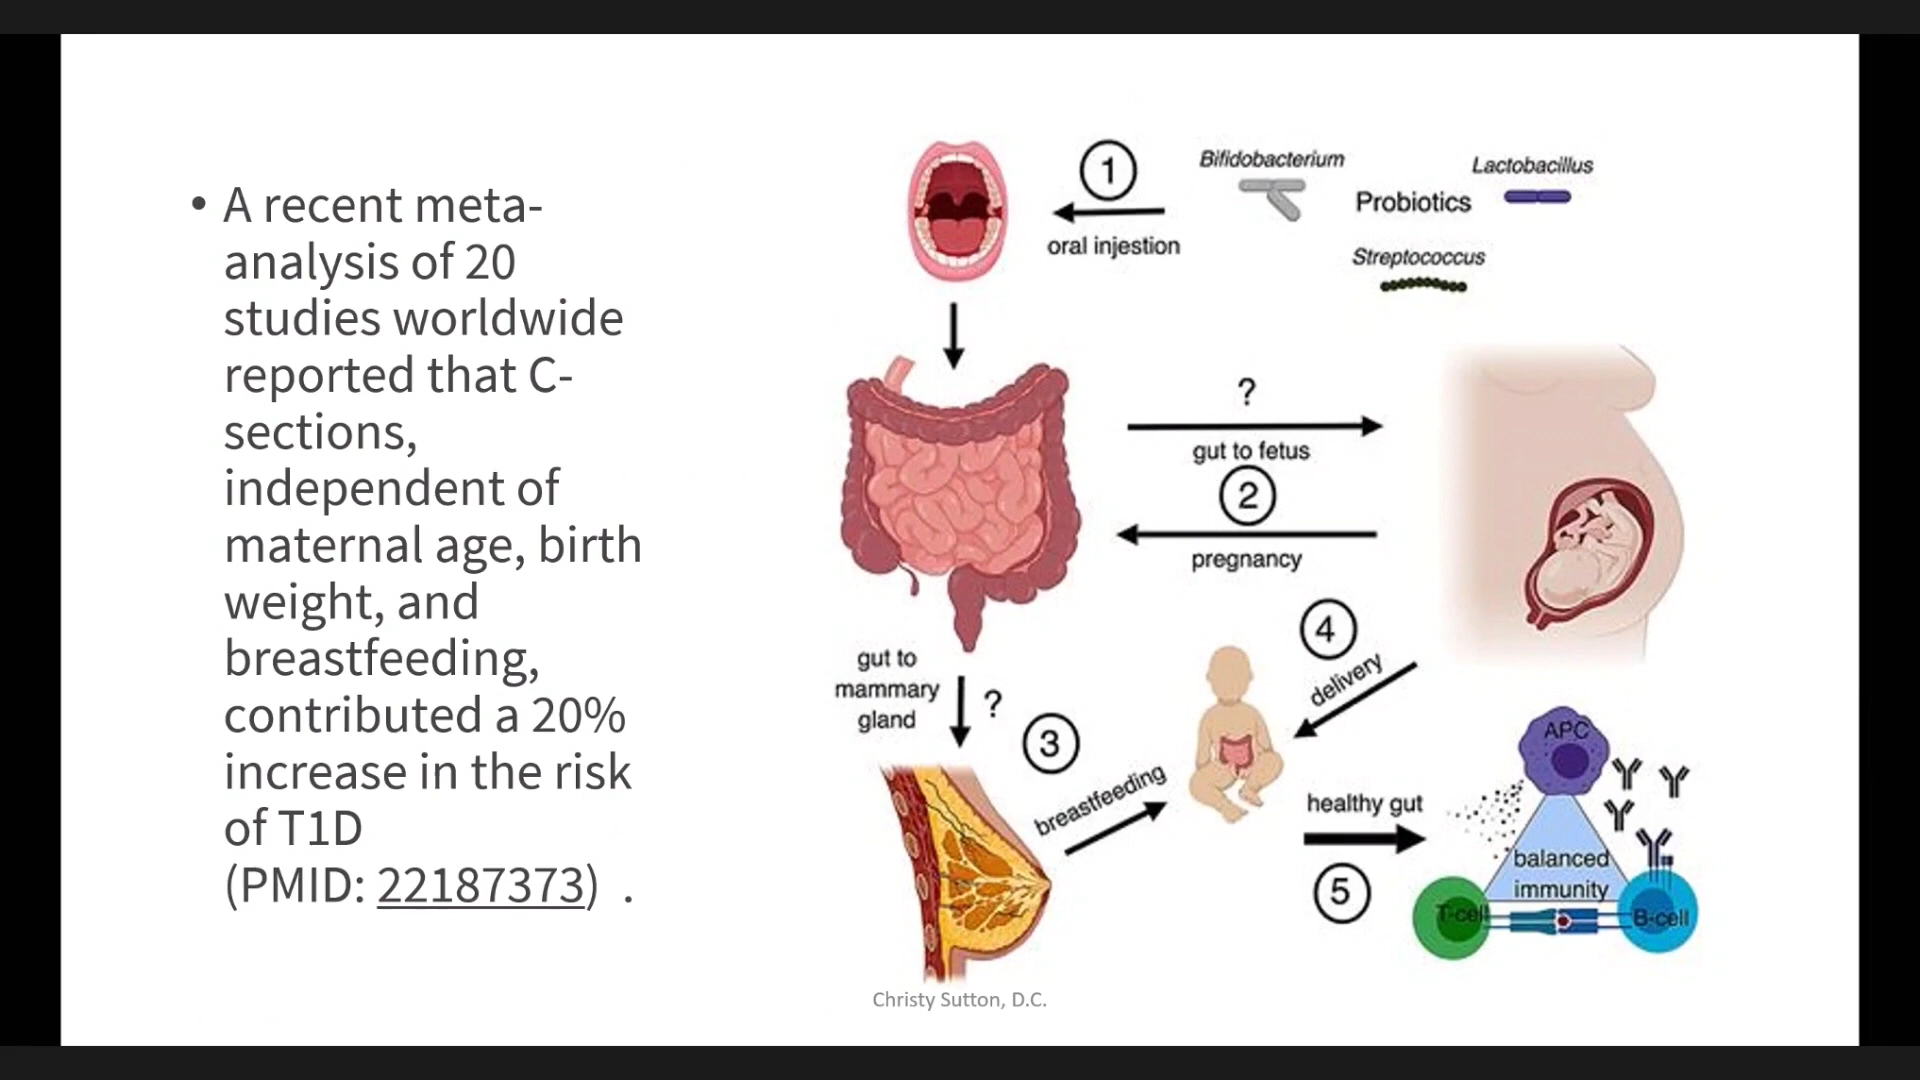 • A recent meta-
analysis of 20
studies worldwide
reported that C-
sections,
independent of
maternal age, birth
weight, and
breastfeeding,
contributed a 20%
increase in the risk
of T1D
(PMID: 22187373) .
1
oral injestion
Bifidobacterium
Lactobacillus
Probiotics
Streptococcus
?
gut to fetus
2
pregnancy
gut to
mammary
gland
?
3
breastfeeding
4
delivery
healthy gut
5
APC
balanced
immunity
T-cell
B-cell
Christy Sutton, D.C.